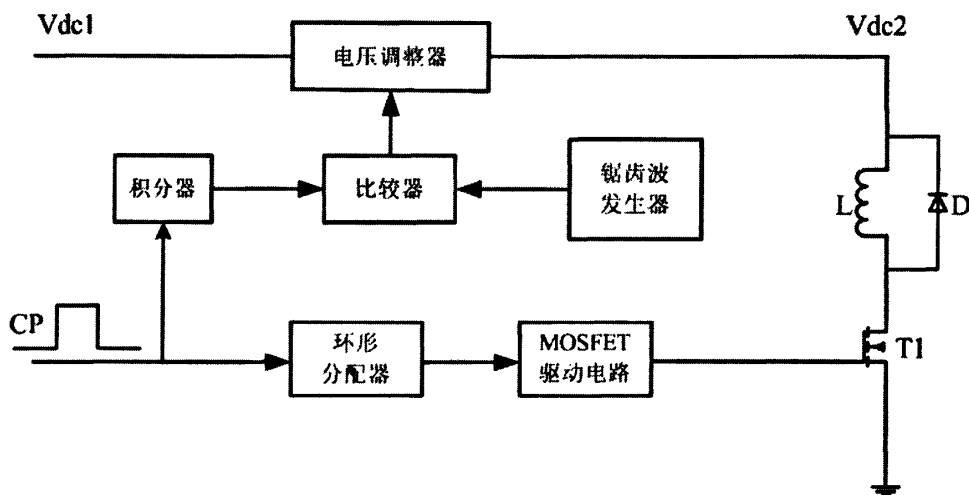 Vdc1
电压调整器
Vdc2
积分器
比较器
锯齿波
发生器
L
D
CP
环形
分配器
MOSFET
驱动电路
T1